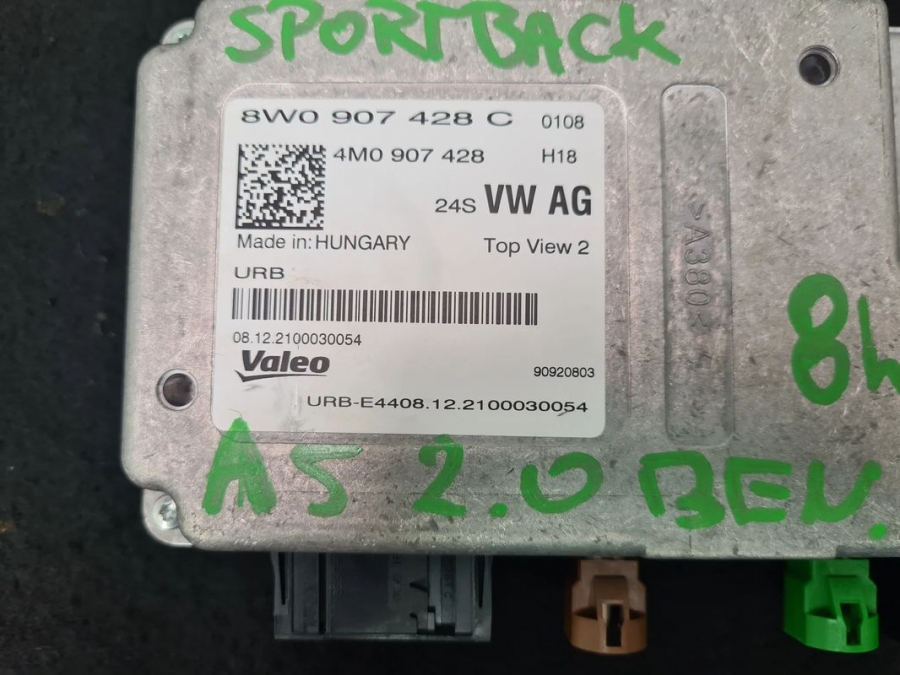 SPORTBACK
8W0 907 428 C 0108
4M0 907 428 H18
24S VW AG
Made in: HUNGARY Top View 2
URB
08.12.2100030054
Valeo 90920803
URB-E4408.12.2100030054
A5 2.0 BEN.